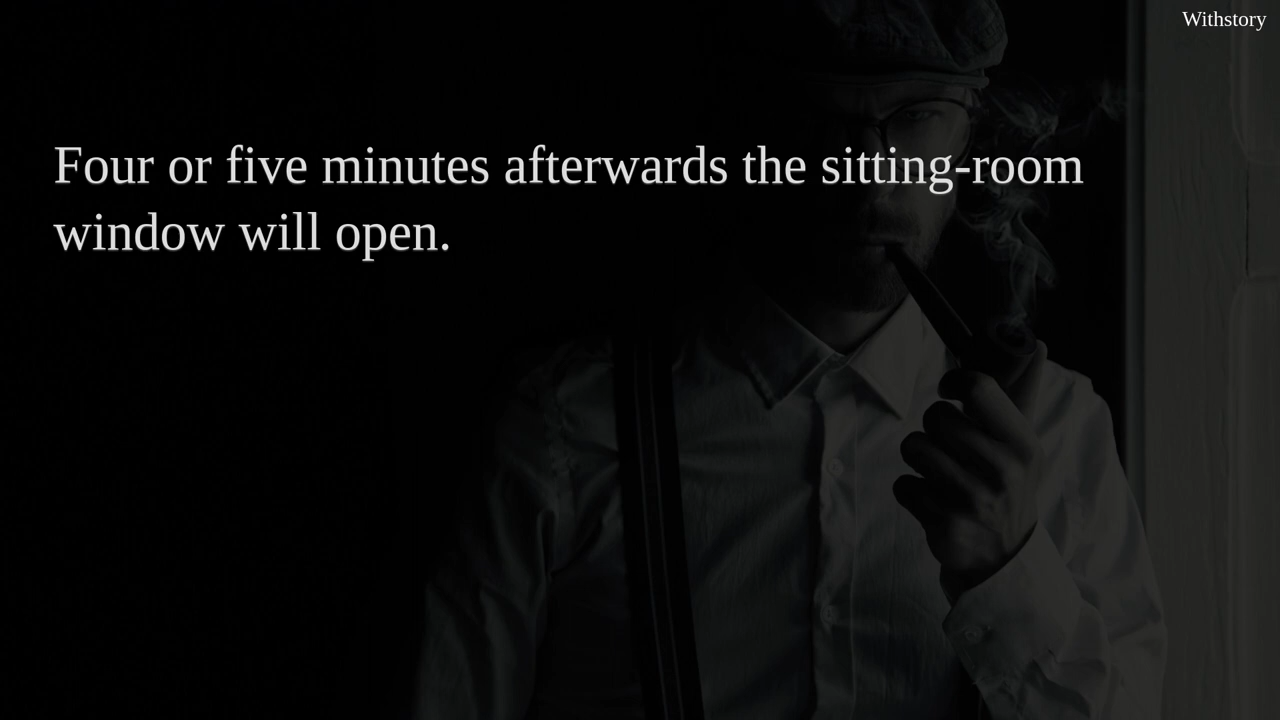 Withstory
Four or five minutes afterwards the sitting-room
window will open.